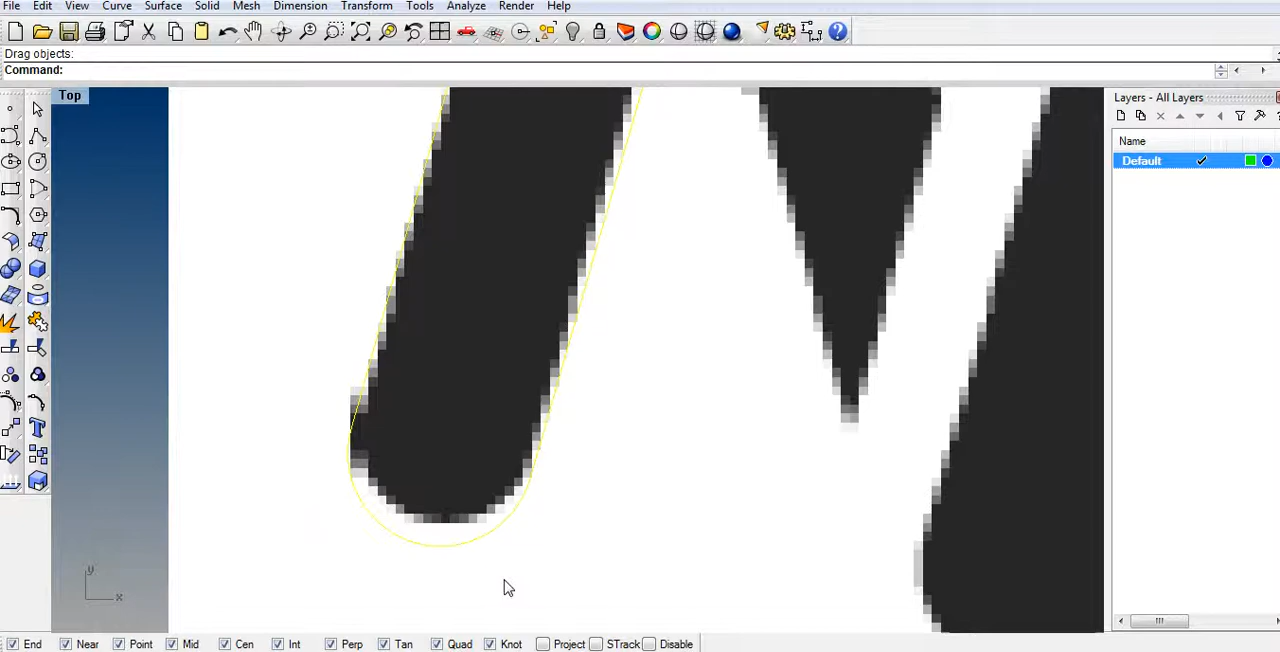 File Edit View Curve Surface Solid Mesh Dimension Transform Tools Analyze Render Help
Drag objects:
Command:
Top
Layers - All Layers
Name
Default
y
x
End Near Point Mid Cen Int Perp Tan Quad Knot Project STrack Disable